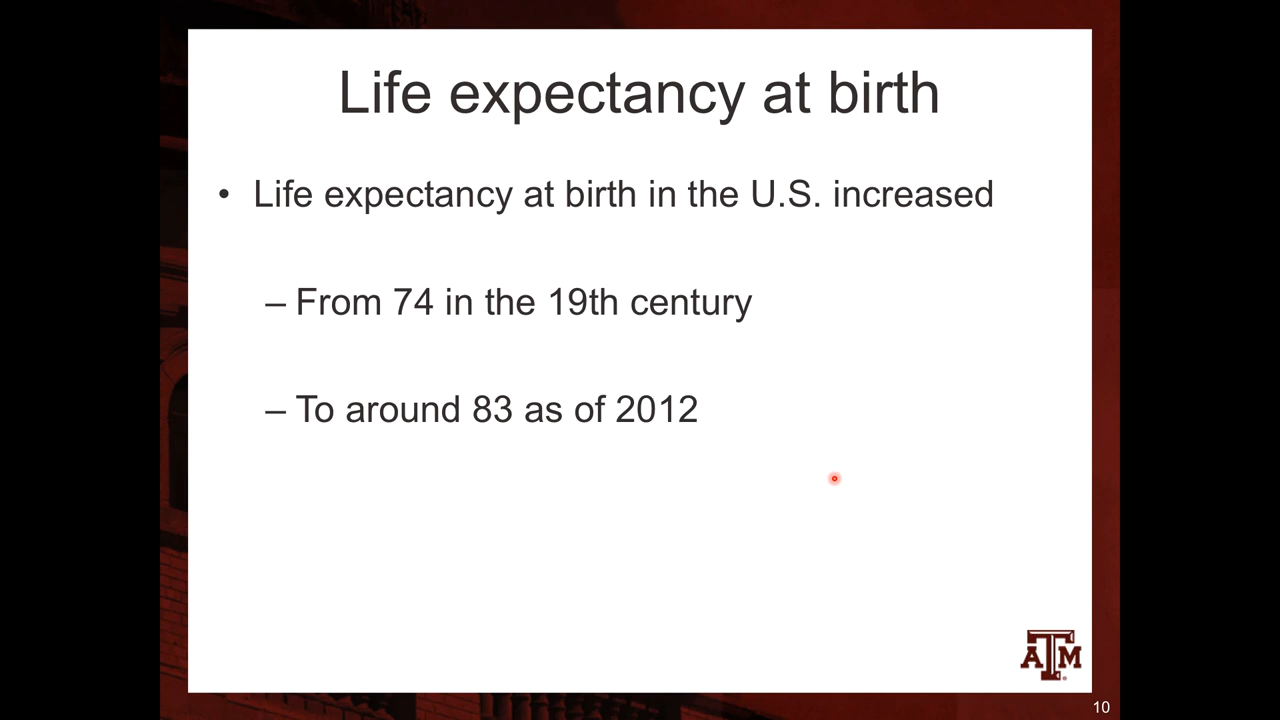 Life expectancy at birth
• Life expectancy at birth in the U.S. increased
– From 74 in the 19th century
– To around 83 as of 2012
ATM
10